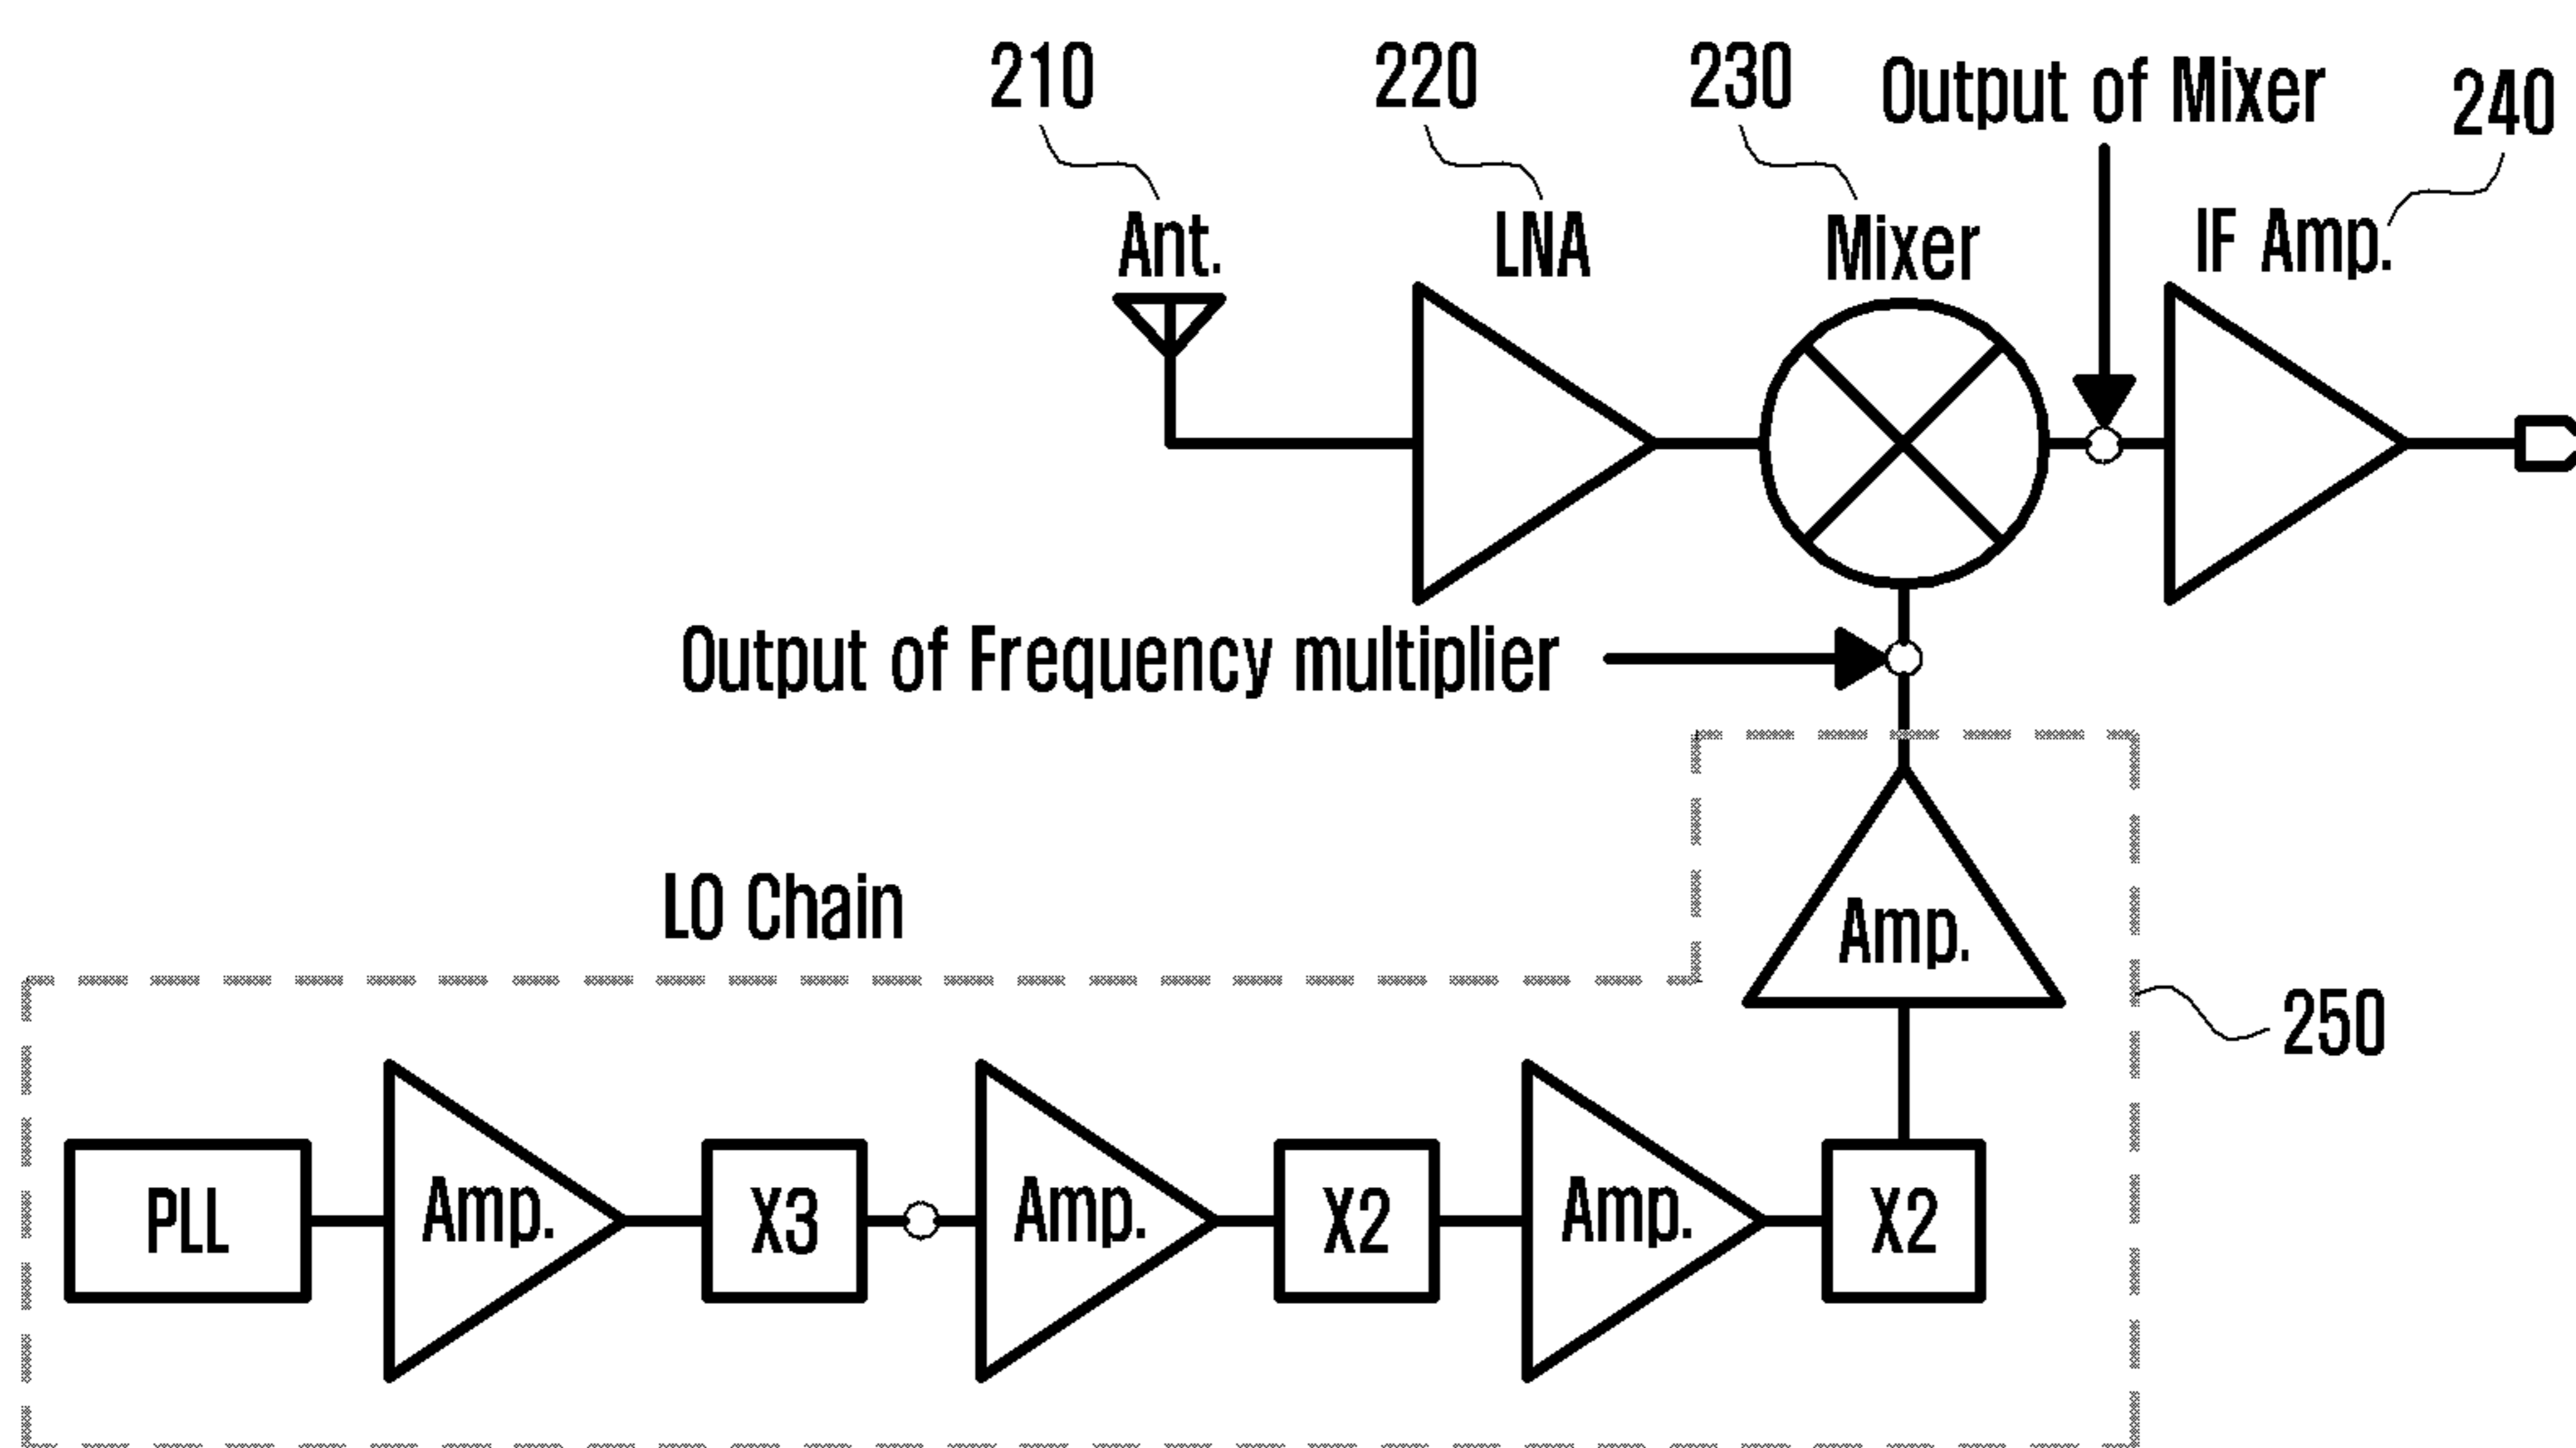 210
220
230
Output of Mixer
240
Ant.
LNA
Mixer
IF Amp.
Output of Frequency multiplier
LO Chain
Amp.
250
PLL
Amp.
X3
Amp.
X2
Amp.
X2